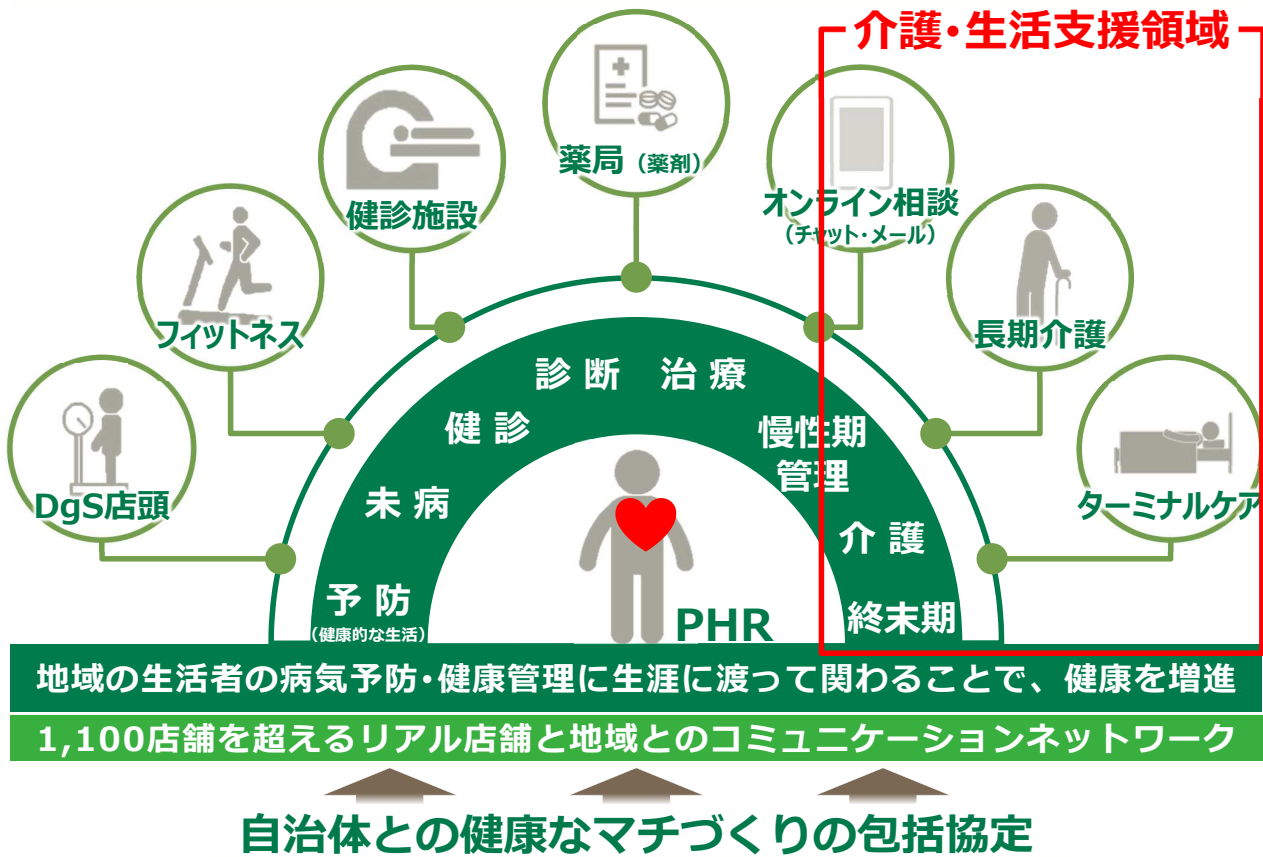 介護・生活支援領域
薬局（薬剤）
健診施設
オンライン相談
（チャット・メール）
フィットネス
長期介護
DgS店頭
ターミナルケア
診断 治療
健診
慢性期
管理
未病
介護
予防
（健康的な生活）
終末期
PHR
地域の生活者の病気予防・健康管理に生涯に渡って関わることで、健康を増進
1,100店舗を超えるリアル店舗と地域とのコミュニケーションネットワーク
自治体との健康なマチづくりの包括協定